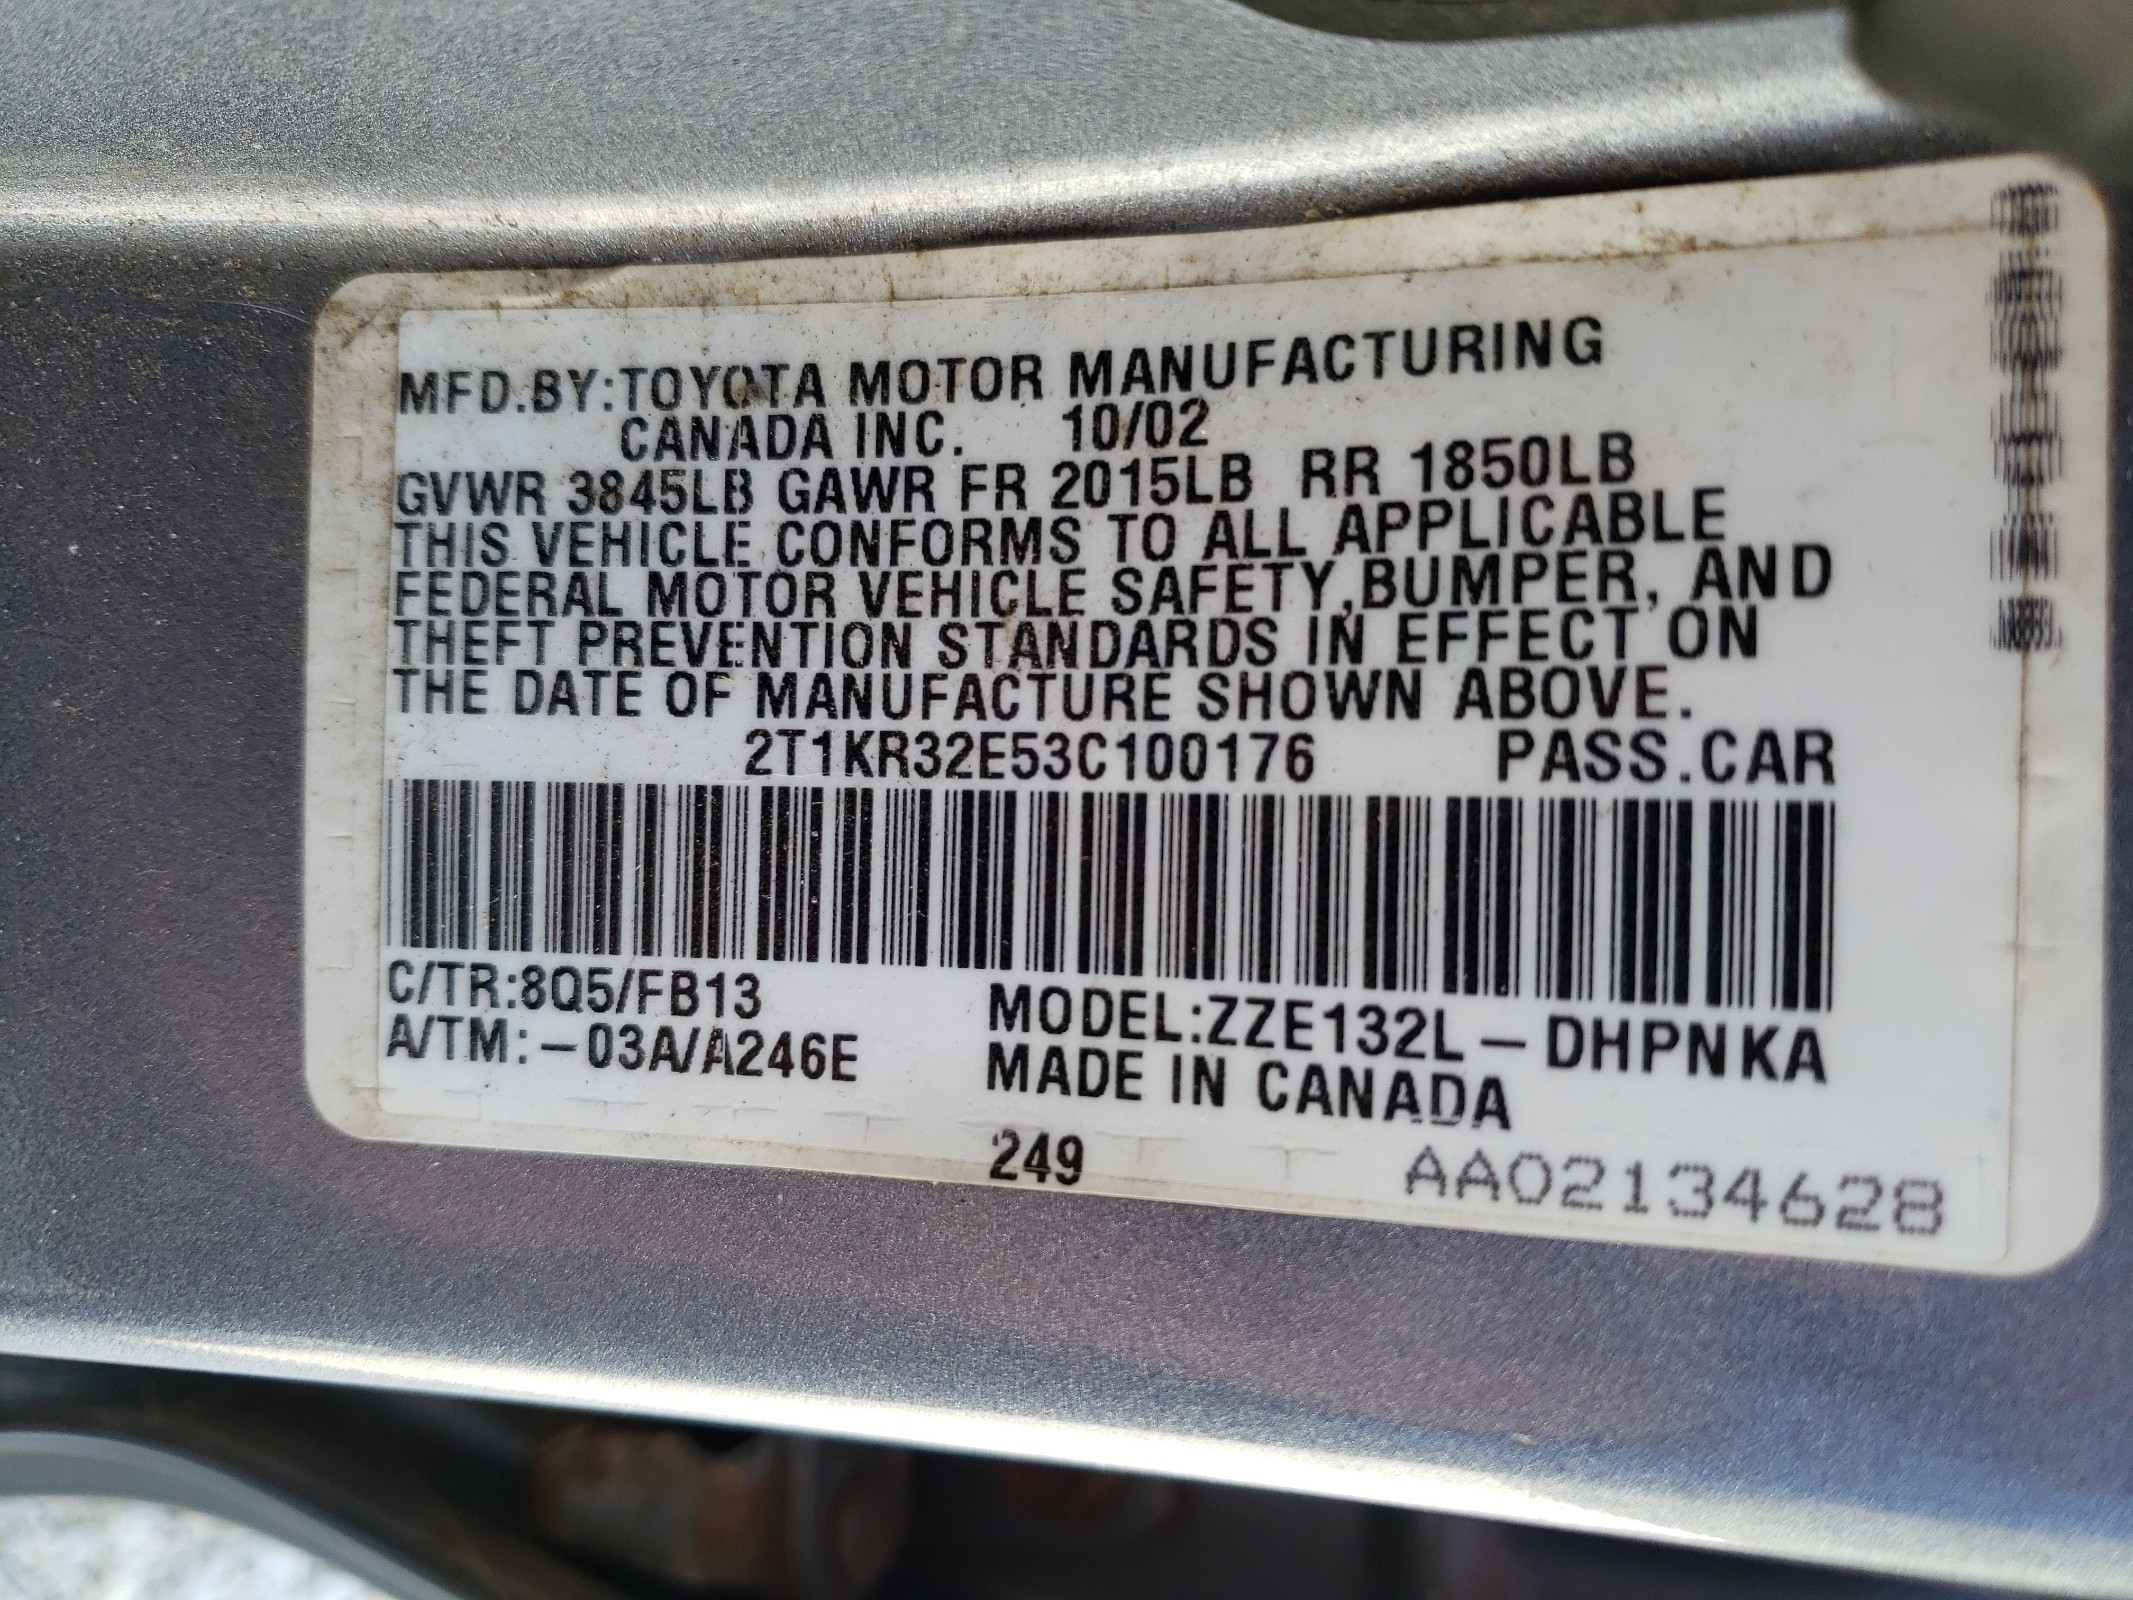 MFD.BY:TOYOTA MOTOR MANUFACTURING
CANADA INC. 10/02
GVWR 3845LB GAWR FR 2015LB RR 1850LB
THIS VEHICLE CONFORMS TO ALL APPLICABLE
FEDERAL MOTOR VEHICLE SAFETY,BUMPER, AND
THEFT PREVENTION STANDARDS IN EFFECT ON
THE DATE OF MANUFACTURE SHOWN ABOVE.
2T1KR32E53C100176 PASS.CAR
C/TR:8Q5/FB13
A/TM:-03A/A246E
MODEL:ZZE132L-DHPNKA
MADE IN CANADA
249
AA02134628